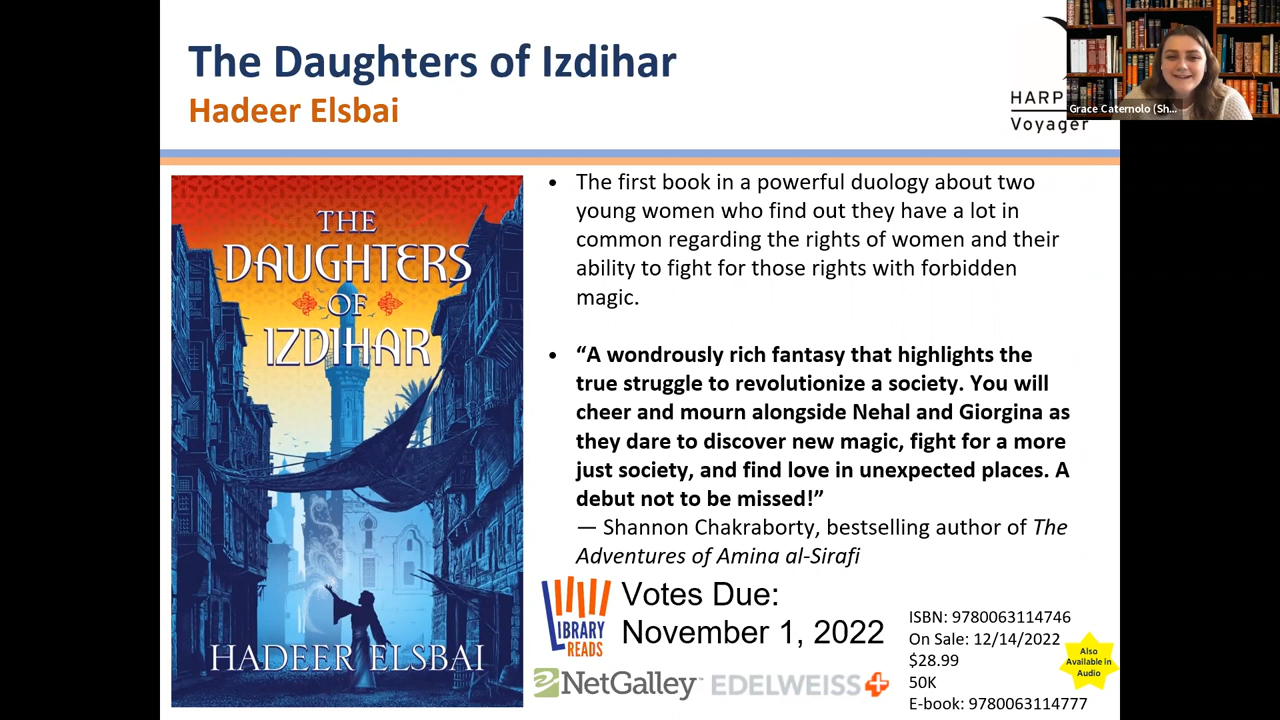 The Daughters of Izdihar
Hadeer Elsbai
HARP
Voyager
Grace Caternolo (Sh...
THE
DAUGHTERS
OF
IZDIHAR
HADEER ELSBAI
• The first book in a powerful duology about two
young women who find out they have a lot in
common regarding the rights of women and their
ability to fight for those rights with forbidden
magic.
• “A wondrously rich fantasy that highlights the
true struggle to revolutionize a society. You will
cheer and mourn alongside Nehal and Giorgina as
they dare to discover new magic, fight for a more
just society, and find love in unexpected places. A
debut not to be missed!”
— Shannon Chakraborty, bestselling author of The
Adventures of Amina al-Sirafi
LIBRARY
READS
Votes Due:
November 1, 2022
NetGalley
EDELWEISS+
ISBN: 9780063114746
On Sale: 12/14/2022
$28.99
50K
E-book: 9780063114777
Also
Available in
Audio